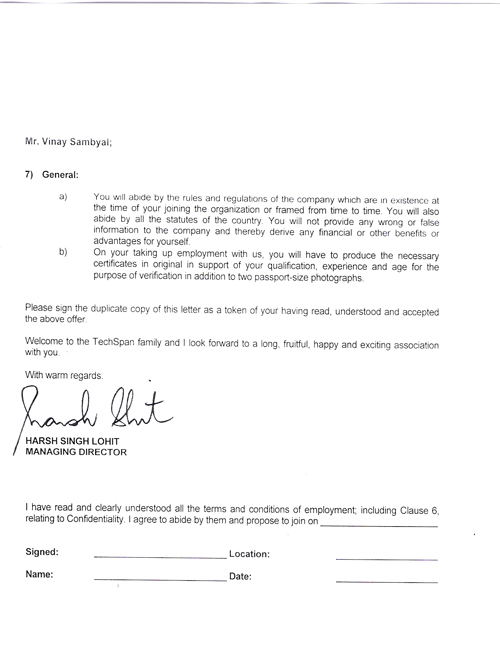 Mr. Vinay Sambyal;
7) General:
a) You will abide by the rules and regulations of the company which are in existence at
the time of your joining the organization or framed from time to time. You will also
abide by all the statutes of the country. You will not provide any wrong or false
information to the company and thereby derive any financial or other benefits or
advantages for yourself.
b) On your taking up employment with us, you will have to produce the necessary
certificates in original in support of your qualification, experience and age for the
purpose of verification in addition to two passport-size photographs.
Please sign the duplicate copy of this letter as a token of your having read, understood and accepted
the above offer.
Welcome to the TechSpan family and I look forward to a long, fruitful, happy and exciting association
with you.
With warm regards.
HARSH SINGH LOHIT
MANAGING DIRECTOR
I have read and clearly understood all the terms and conditions of employment; including Clause 6,
relating to Confidentiality. I agree to abide by them and propose to join on
Signed: Location:
Name: Date: